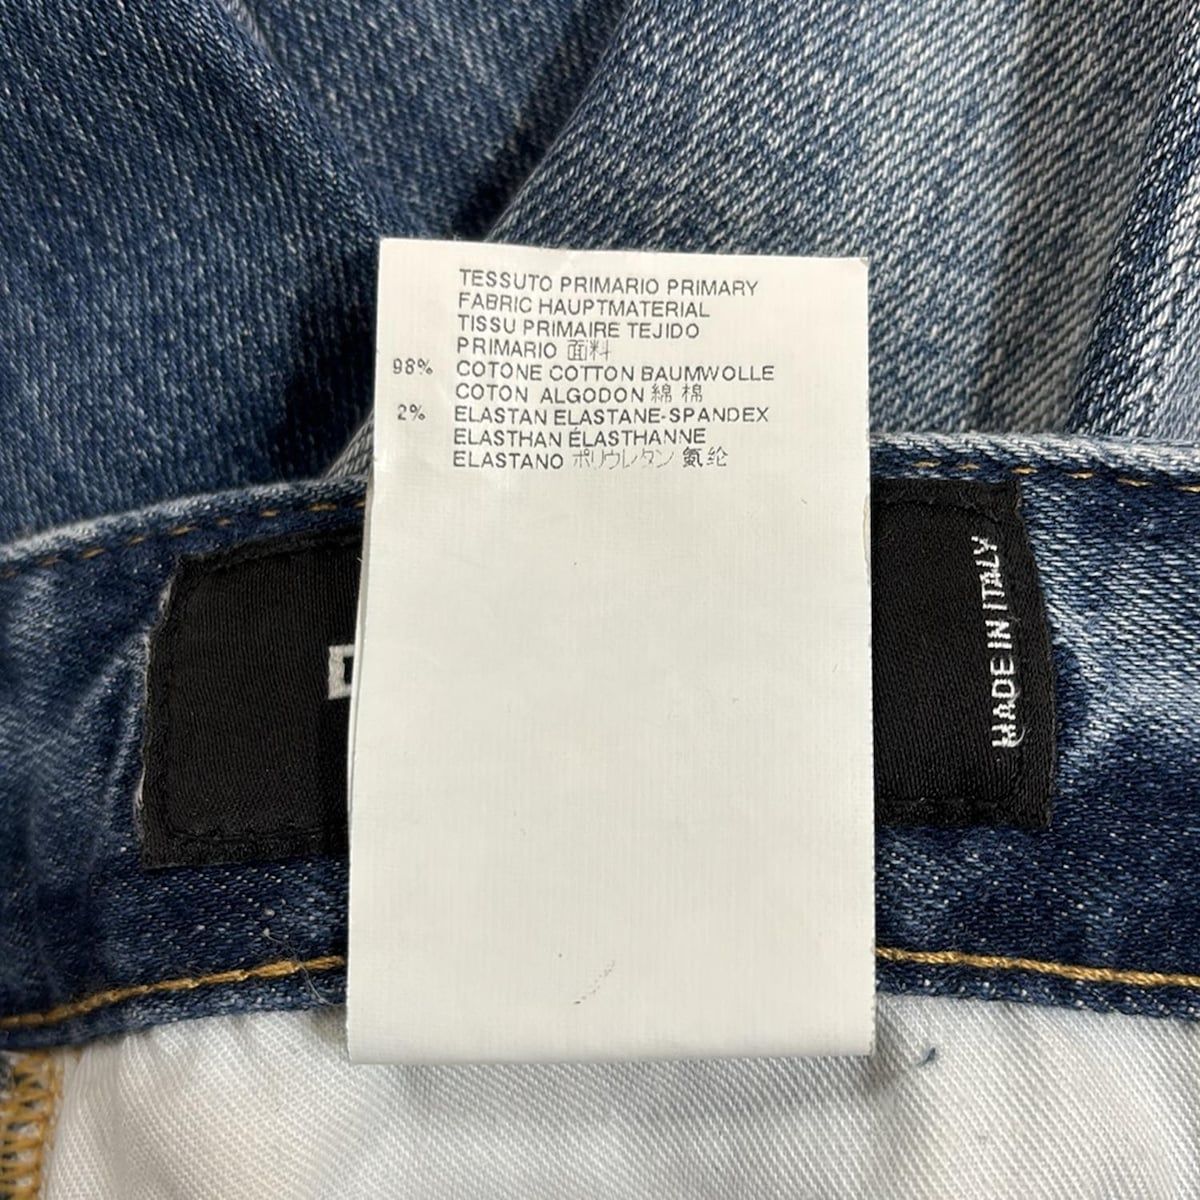 TESSUTO PRIMARIO PRIMARY
FABRIC HAUPTMATERIAL
TISSU PRIMAIRE TEJIDO
PRIMARIO 面料
98% COTONE COTTON BAUMWOLLE
COTON ALGODON 綿 棉
2% ELASTAN ELASTANE-SPANDEX
ELASTHAN ÉLASTHANNE
ELASTANO ポリウレタン 氨纶
MADE IN ITALY